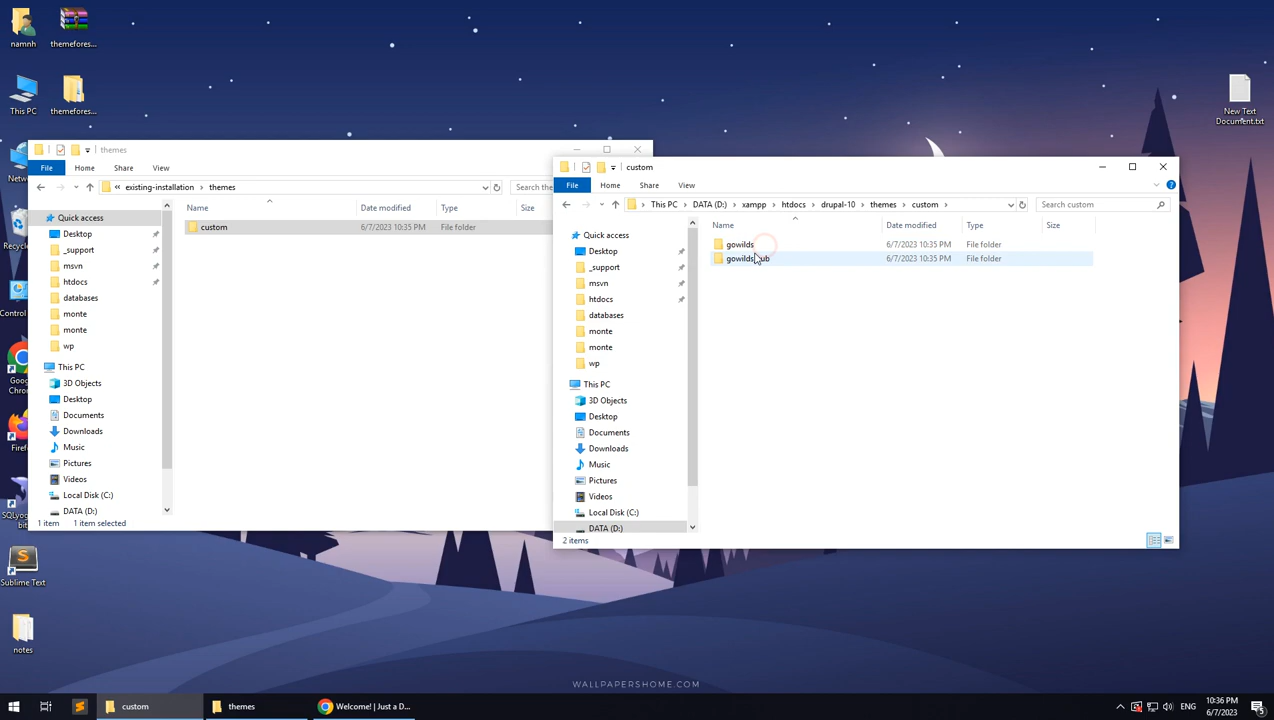 namnh
themefores...
This PC
themefores...
New Text
Document.txt
Control
Sublime Text
notes
themes
File
Home
Share
View
existing-installation
themes
Search the
Quick access
Desktop
_support
msvn
htdocs
databases
monte
monte
wp
This PC
3D Objects
Desktop
Documents
Downloads
Music
Pictures
Videos
Local Disk (C:)
DATA (D:)
Name
Date modified
Type
Size
custom
6/7/2023 10:35 PM
File folder
1 item
1 item selected
custom
File
Home
Share
View
This PC
DATA (D:)
xampp
htdocs
drupal-10
themes
custom
Search custom
Quick access
Desktop
_support
msvn
htdocs
databases
monte
monte
wp
This PC
3D Objects
Desktop
Documents
Downloads
Music
Pictures
Videos
Local Disk (C:)
DATA (D:)
Name
Date modified
Type
Size
gowilds
6/7/2023 10:35 PM
File folder
6/7/2023 10:35 PM
File folder
2 items
WALLPAPERSHOME.COM
custom
themes
Welcome! | Just a D...
ENG
10:36 PM
6/7/2023
5